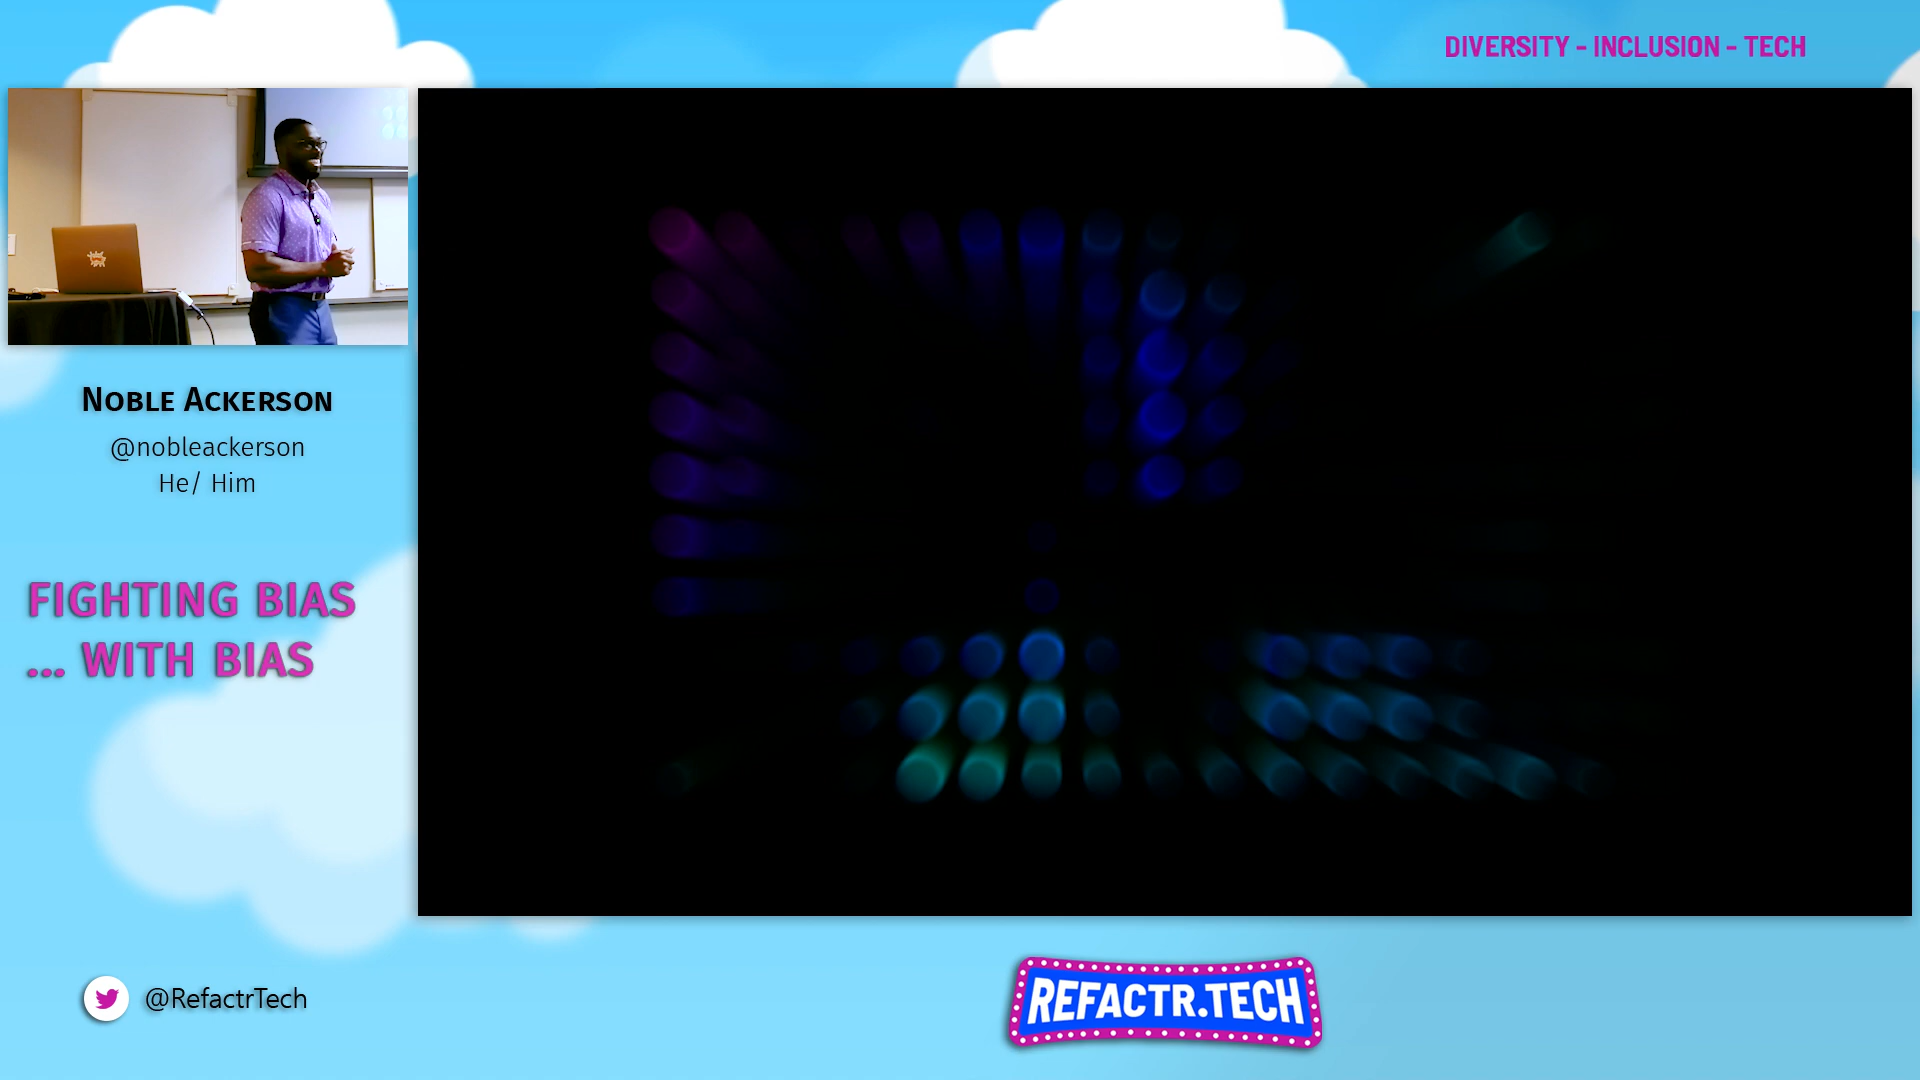 DIVERSITY - INCLUSION - TECH
NOBLE ACKERSON
@nobleackerson
He/ Him
FIGHTING BIAS
... WITH BIAS
@RefactrTech
REFACTR.TECH